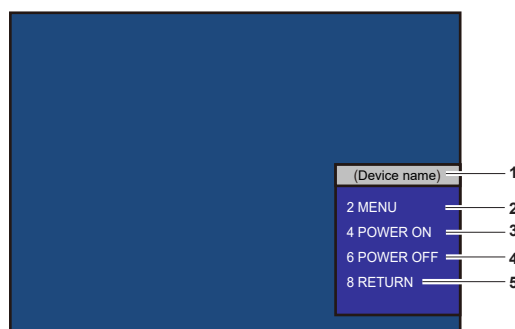 (Device name) 1
2 MENU 2
4 POWER ON 3
6 POWER OFF 4
8 RETURN 5